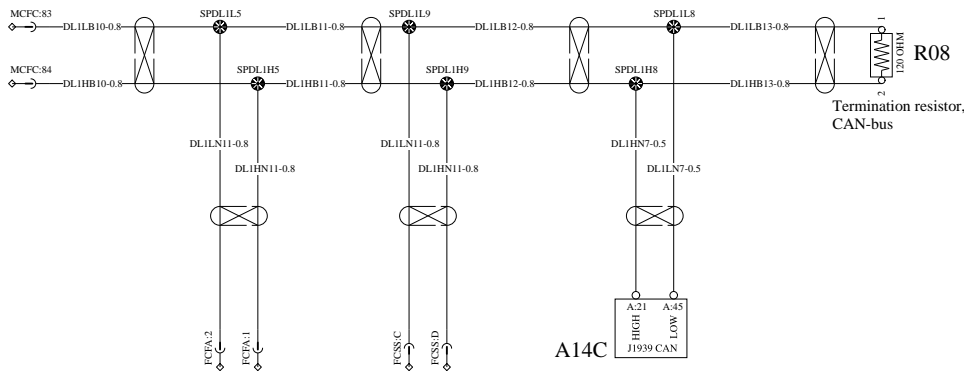 MCFC:83
DL1LB10-0.8
SPDL1L5
DL1LB11-0.8
SPDL1L9
DL1LB12-0.8
SPDL1L8
DL1LB13-0.8
1
120 OHM
R08
2
MCFC:84
DL1HB10-0.8
SPDL1H5
DL1HB11-0.8
SPDL1H9
DL1HB12-0.8
SPDL1H8
DL1HB13-0.8
Termination resistor,
CAN-bus
DL1LN11-0.8
DL1HN11-0.8
DL1LN11-0.8
DL1HN11-0.8
DL1HN7-0.5
DL1LN7-0.5
FCFA:2
FCFA:1
FCSS:C
FCSS:D
A14C
A:21
A:45
HIGH
LOW
J1939 CAN